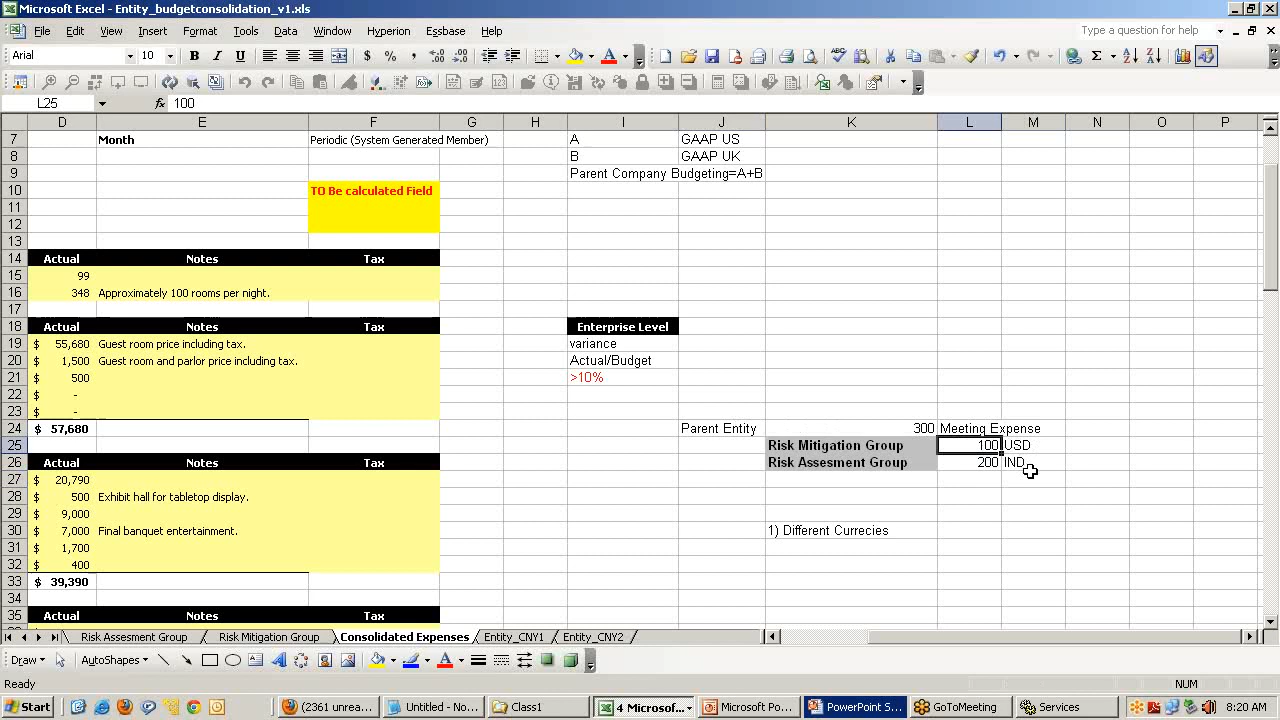 Microsoft Excel - Entity_budgetconsolidation_v1.xls
File Edit View Insert Format Tools Data Window Hyperion Essbase Help
Type a question for help
Arial 10 B I U $ % ,
L25 fx 100
D E F G H I J K L M N O P
7 Month Periodic (System Generated Member) A GAAP US
8 B GAAP UK
9 Parent Company Budgeting=A+B
10 TO Be calculated Field
11
12
13
14 Actual Notes Tax
15 99
16 348 Approximately 100 rooms per night.
17
18 Actual Notes Tax Enterprise Level
19 $ 55,680 Guest room price including tax. variance
20 $ 1,500 Guest room and parlor price including tax. Actual/Budget
21 $ 500 >10%
22 $ -
23 $ -
24 $ 57,680 Parent Entity 300 Meeting Expense
25 Risk Mitigation Group 100 USD
26 Actual Notes Tax Risk Assesment Group 200 IND
27 $ 20,790
28 $ 500 Exhibit hall for tabletop display.
29 $ 9,000
30 $ 7,000 Final banquet entertainment. 1) Different Currecies
31 $ 1,700
32 $ 400
33 $ 39,390
34
35 Actual Notes Tax
Risk Assesment Group Risk Mitigation Group Consolidated Expenses Entity_CNY1 Entity_CNY2
Draw AutoShapes
Ready NUM
Start (2361 unrea... Untitled - No... Class1 4 Microsof... Microsoft Po... PowerPoint S... GoToMeeting Services 8:20 AM